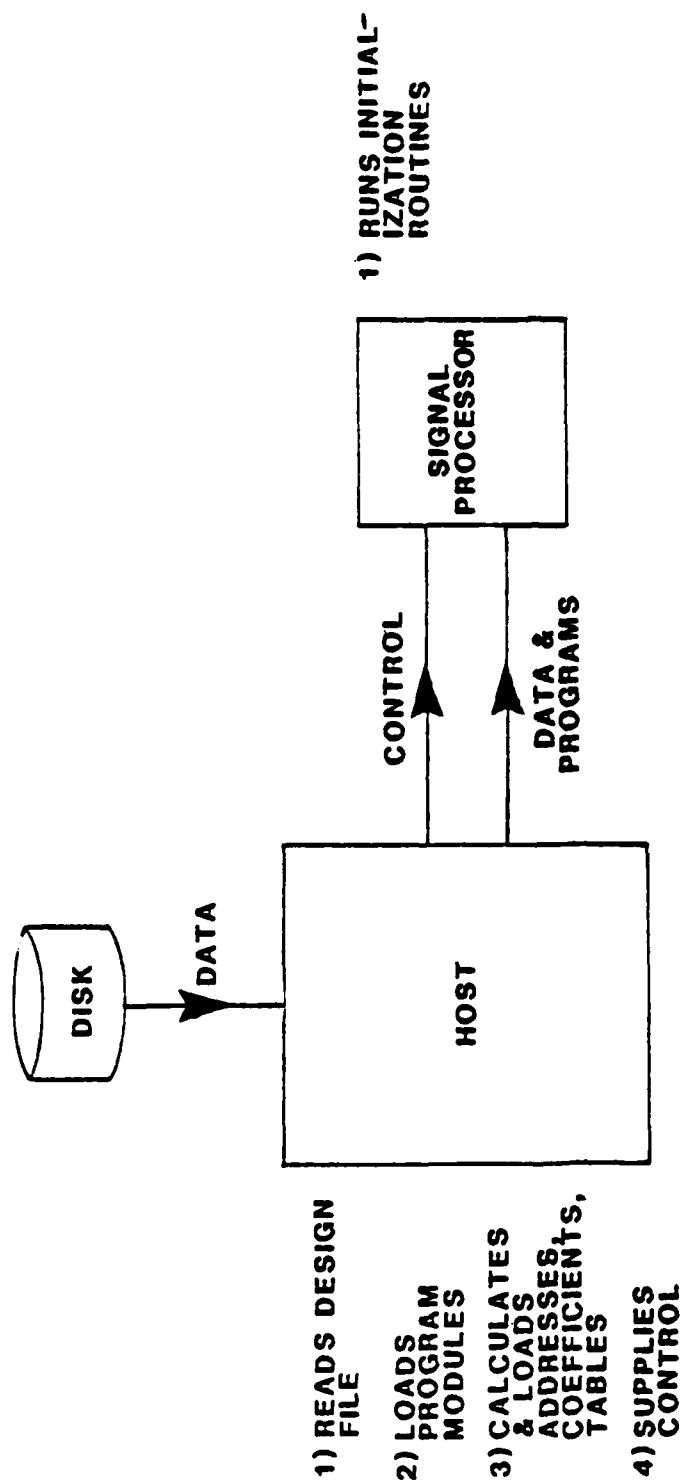 DISK
DATA
1) READS DESIGN
FILE
2) LOADS
PROGRAM
MODULES
3) CALCULATES
& LOADS
ADDRESSES,
COEFFICIENTS,
TABLES
4) SUPPLIES
CONTROL
HOST
CONTROL
DATA &
PROGRAMS
SIGNAL
PROCESSOR
1) RUNS INITIAL-
IZATION
ROUTINES